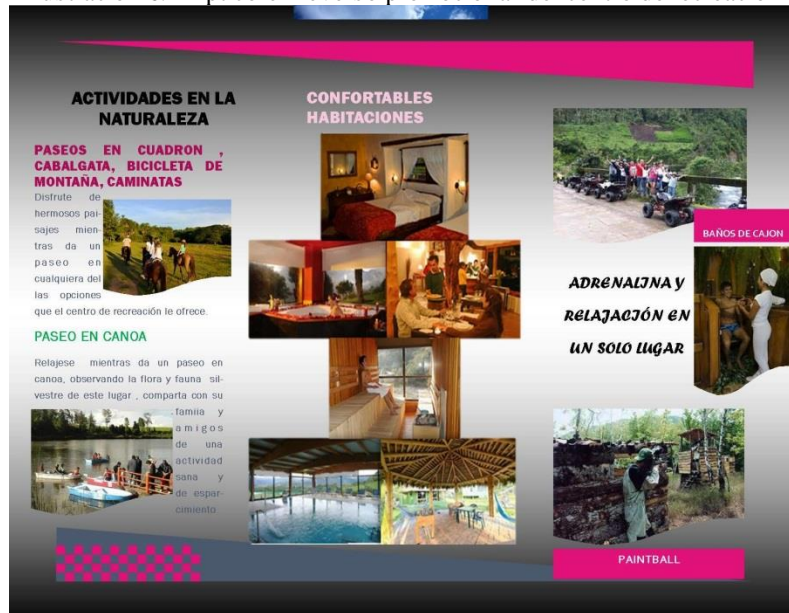 ACTIVIDADES EN LA
NATURALEZA
PASEOS EN CUADRON ,
CABALGATA, BICICLETA DE
MONTAÑA, CAMINATAS
Disfrute de
hermosos pai-
sajes mien-
tras da un
paseo en
cualquiera del
las opciones
que el centro de recreación le ofrece.
PASEO EN CANOA
Relajese mientras da un paseo en
canoa, observando la flora y fauna sil-
vestre de este lugar , comparta con su
famiia y
amigos
de una
actividad
sana y
de espar-
cimiento
CONFORTABLES
HABITACIONES
BAÑOS DE CAJON
ADRENALINA Y
RELAJACIÓN EN
UN SOLO LUGAR
PAINTBALL